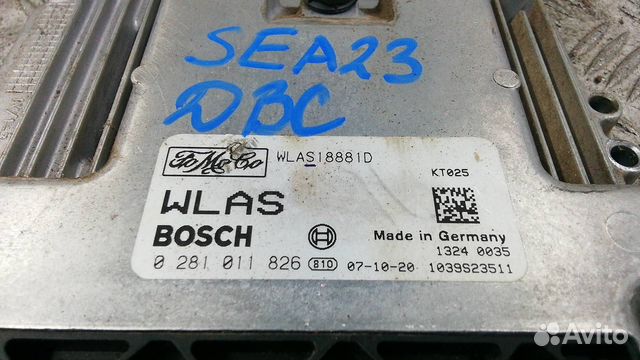 SEA23
DBC
FoMoCo WLAS18881D
KT025
WLAS
BOSCH Made in Germany
1324 0035
0 281 011 826 810 07-10-20 1039S23511
Avito